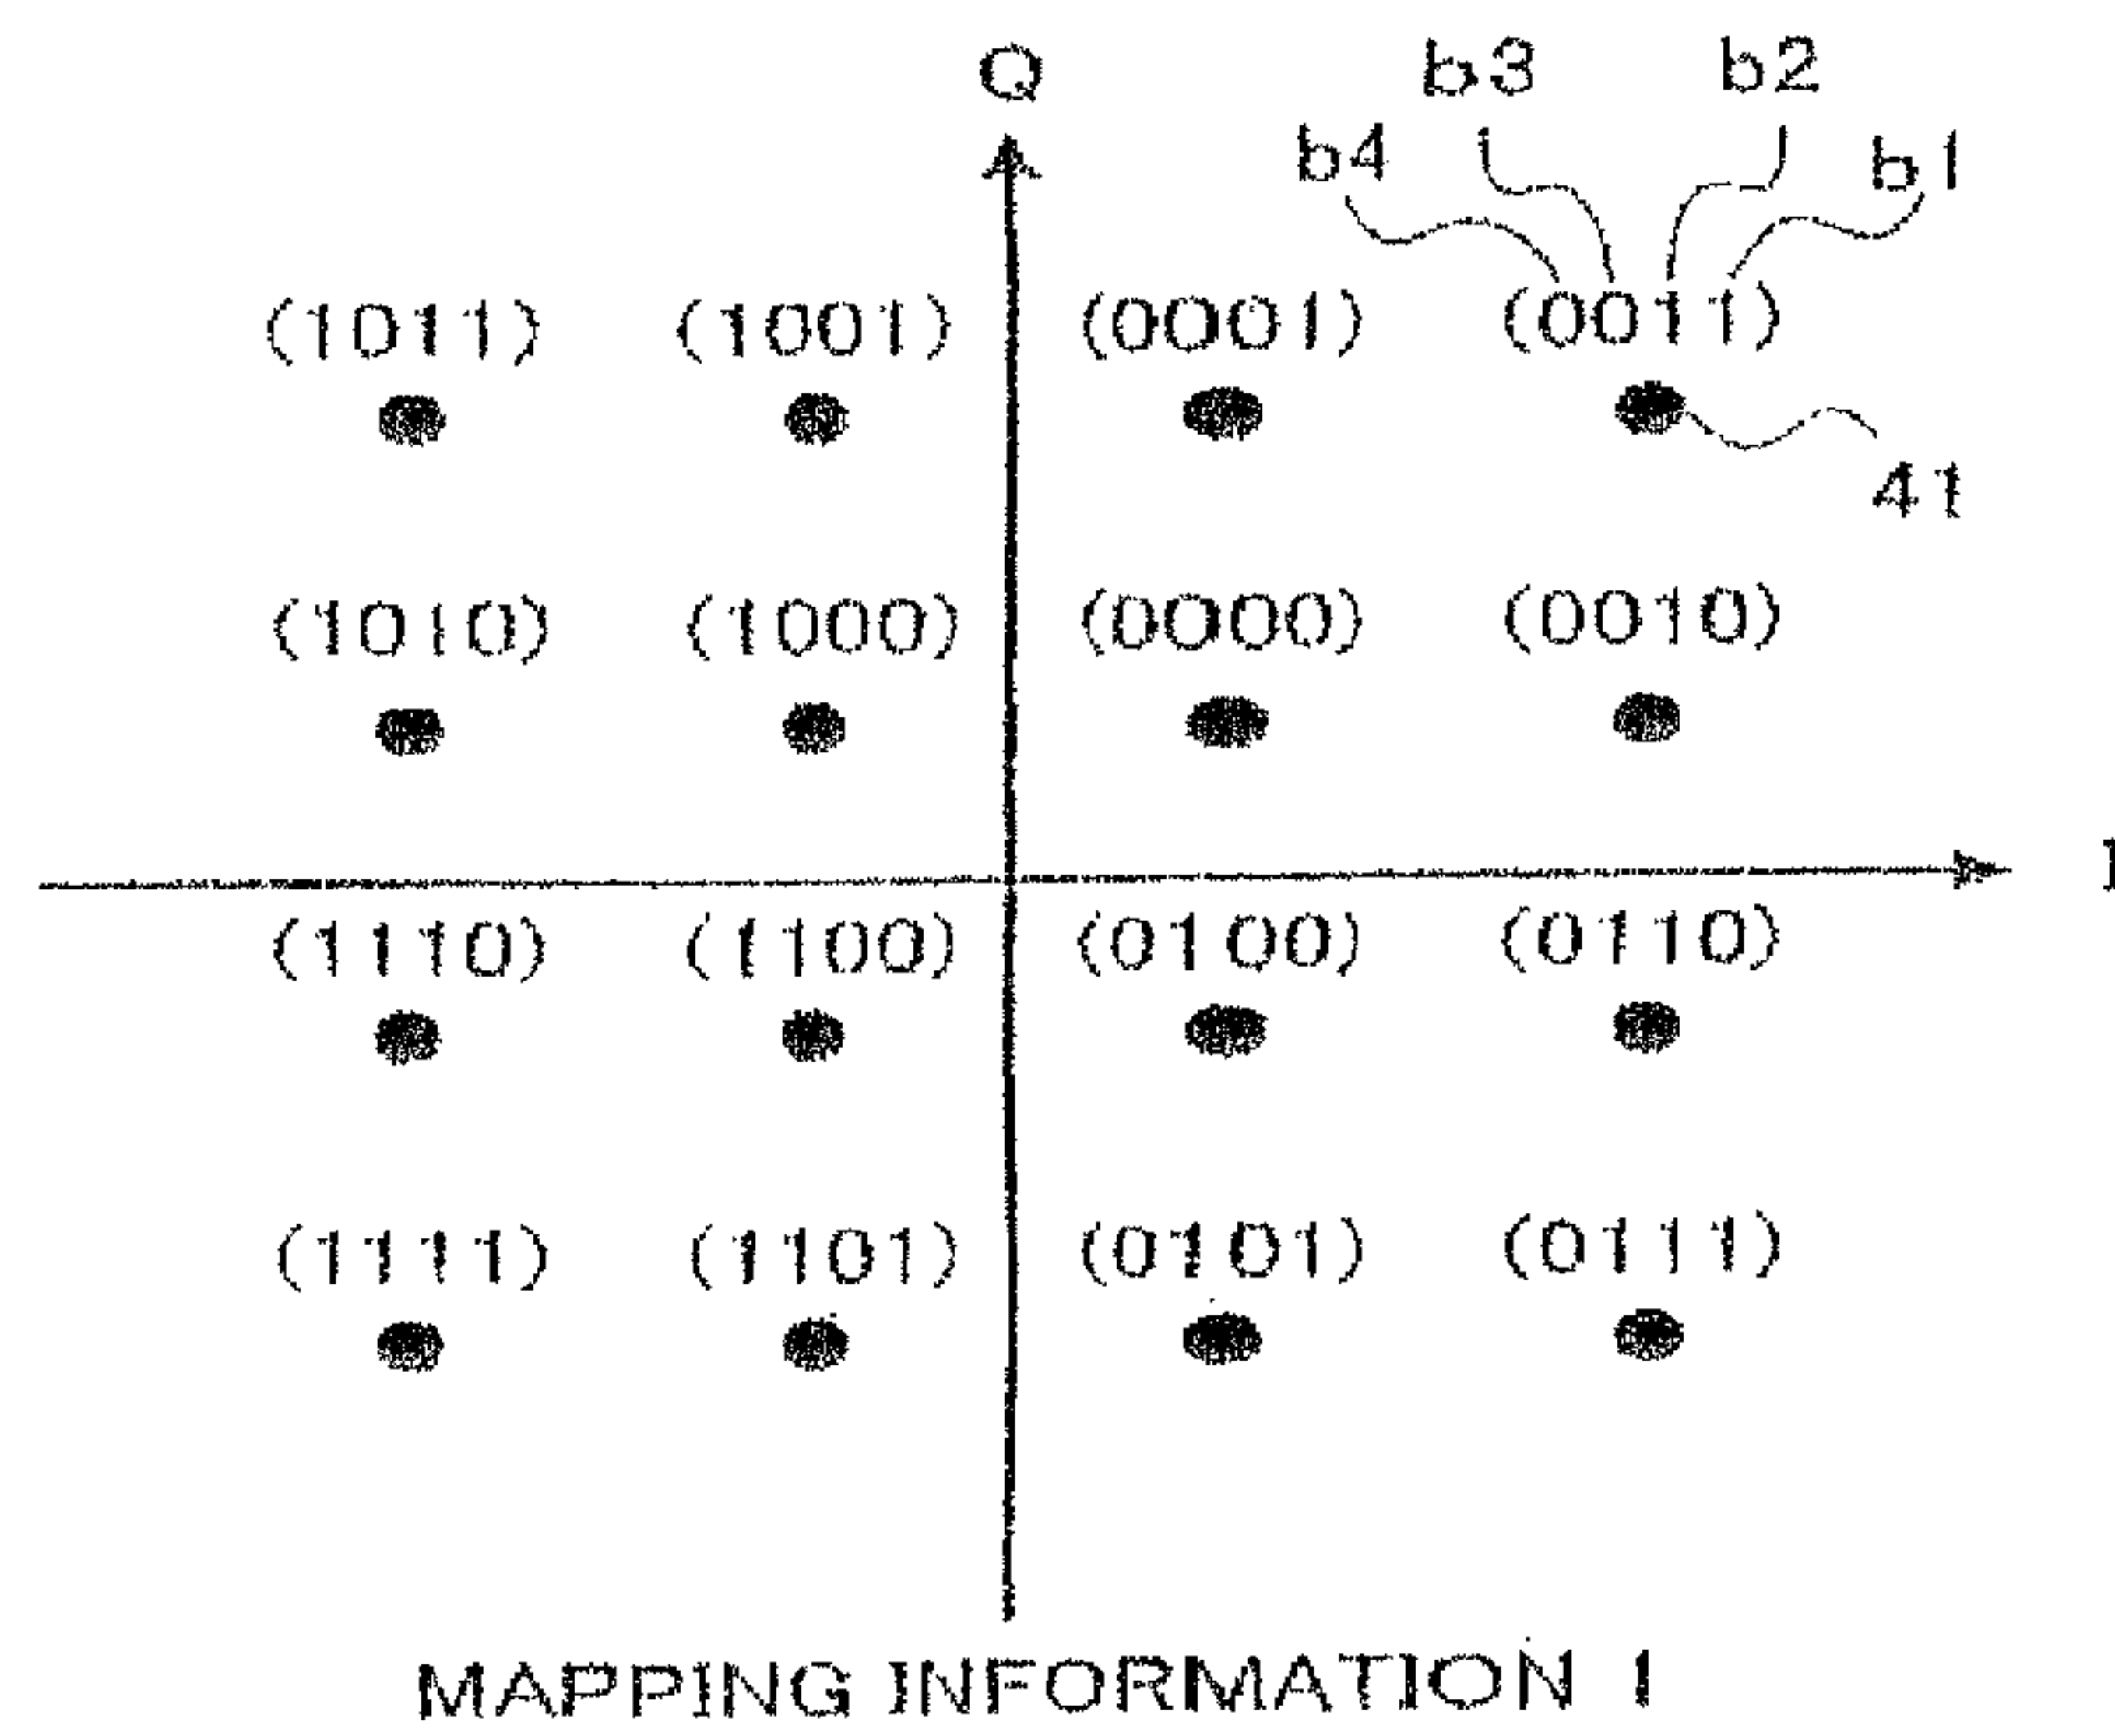 Q
b3 b2
b4 b1
(1011) (1001) (0001) (0011)
41
(1010) (1000) (0000) (0010)
I
(1110) (1100) (0100) (0110)
(1111) (1101) (0101) (0111)
MAPPING INFORMATION 1